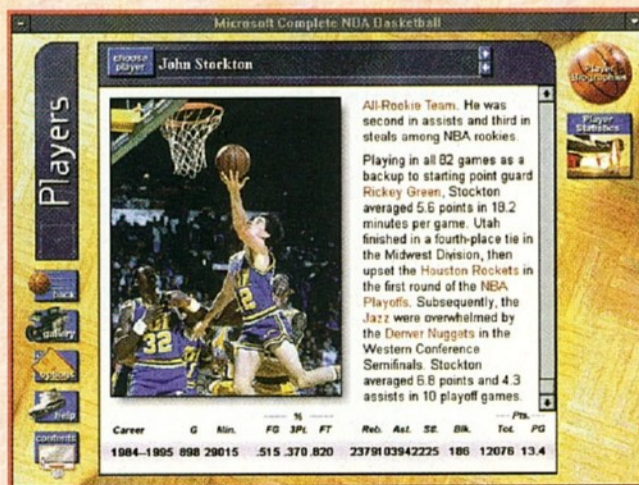 Microsoft Complete NBA Basketball
choose player
John Stockton
Players
back
gallery
options
help
contents
All-Rookie Team. He was
second in assists and third in
steals among NBA rookies.
Playing in all 82 games as a
backup to starting point guard
Rickey Green, Stockton
averaged 5.6 points in 18.2
minutes per game. Utah
finished in a fourth-place tie in
the Midwest Division, then
upset the Houston Rockets in
the first round of the NBA
Playoffs. Subsequently, the
Jazz were overwhelmed by
the Denver Nuggets in the
Western Conference
Semifinals. Stockton
averaged 6.8 points and 4.3
assists in 10 playoff games.
Player
Biographies
Player
Statistics
32
12
% Pts.
Career G Min. FG 3Pt. FT Reb. Ast. Stl. Blk. Tot. PG
1984–1995 898 29015 .515 .370 .820 2379 10394 2225 186 12076 13.4